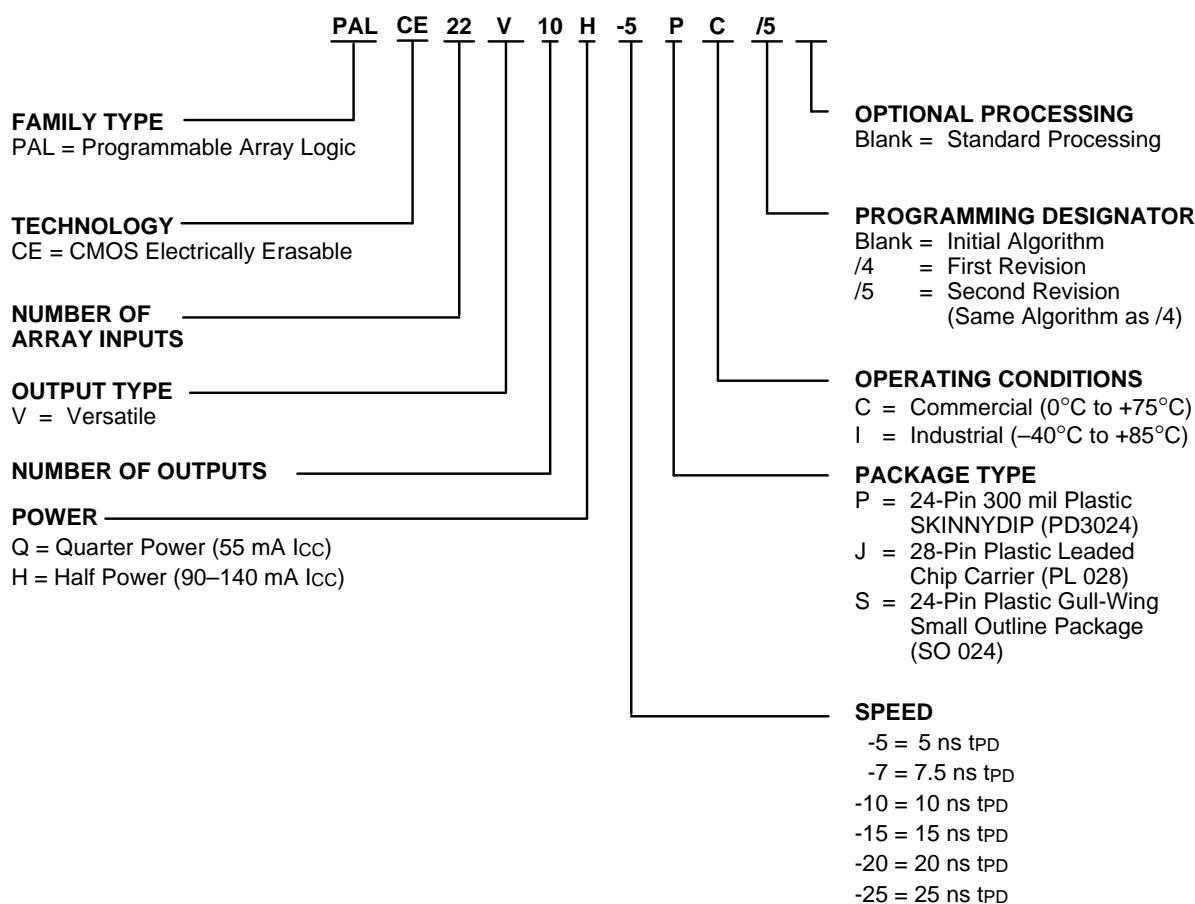 PAL CE 22 V 10 H -5 P C /5
FAMILY TYPE
PAL = Programmable Array Logic
TECHNOLOGY
CE = CMOS Electrically Erasable
NUMBER OF
ARRAY INPUTS
OUTPUT TYPE
V = Versatile
NUMBER OF OUTPUTS
POWER
Q = Quarter Power (55 mA ICC)
H = Half Power (90–140 mA ICC)
OPTIONAL PROCESSING
Blank = Standard Processing
PROGRAMMING DESIGNATOR
Blank = Initial Algorithm
/4 = First Revision
/5 = Second Revision
(Same Algorithm as /4)
OPERATING CONDITIONS
C = Commercial (0°C to +75°C)
I = Industrial (–40°C to +85°C)
PACKAGE TYPE
P = 24-Pin 300 mil Plastic
SKINNYDIP (PD3024)
J = 28-Pin Plastic Leaded
Chip Carrier (PL 028)
S = 24-Pin Plastic Gull-Wing
Small Outline Package
(SO 024)
SPEED
-5 = 5 ns tPD
-7 = 7.5 ns tPD
-10 = 10 ns tPD
-15 = 15 ns tPD
-20 = 20 ns tPD
-25 = 25 ns tPD